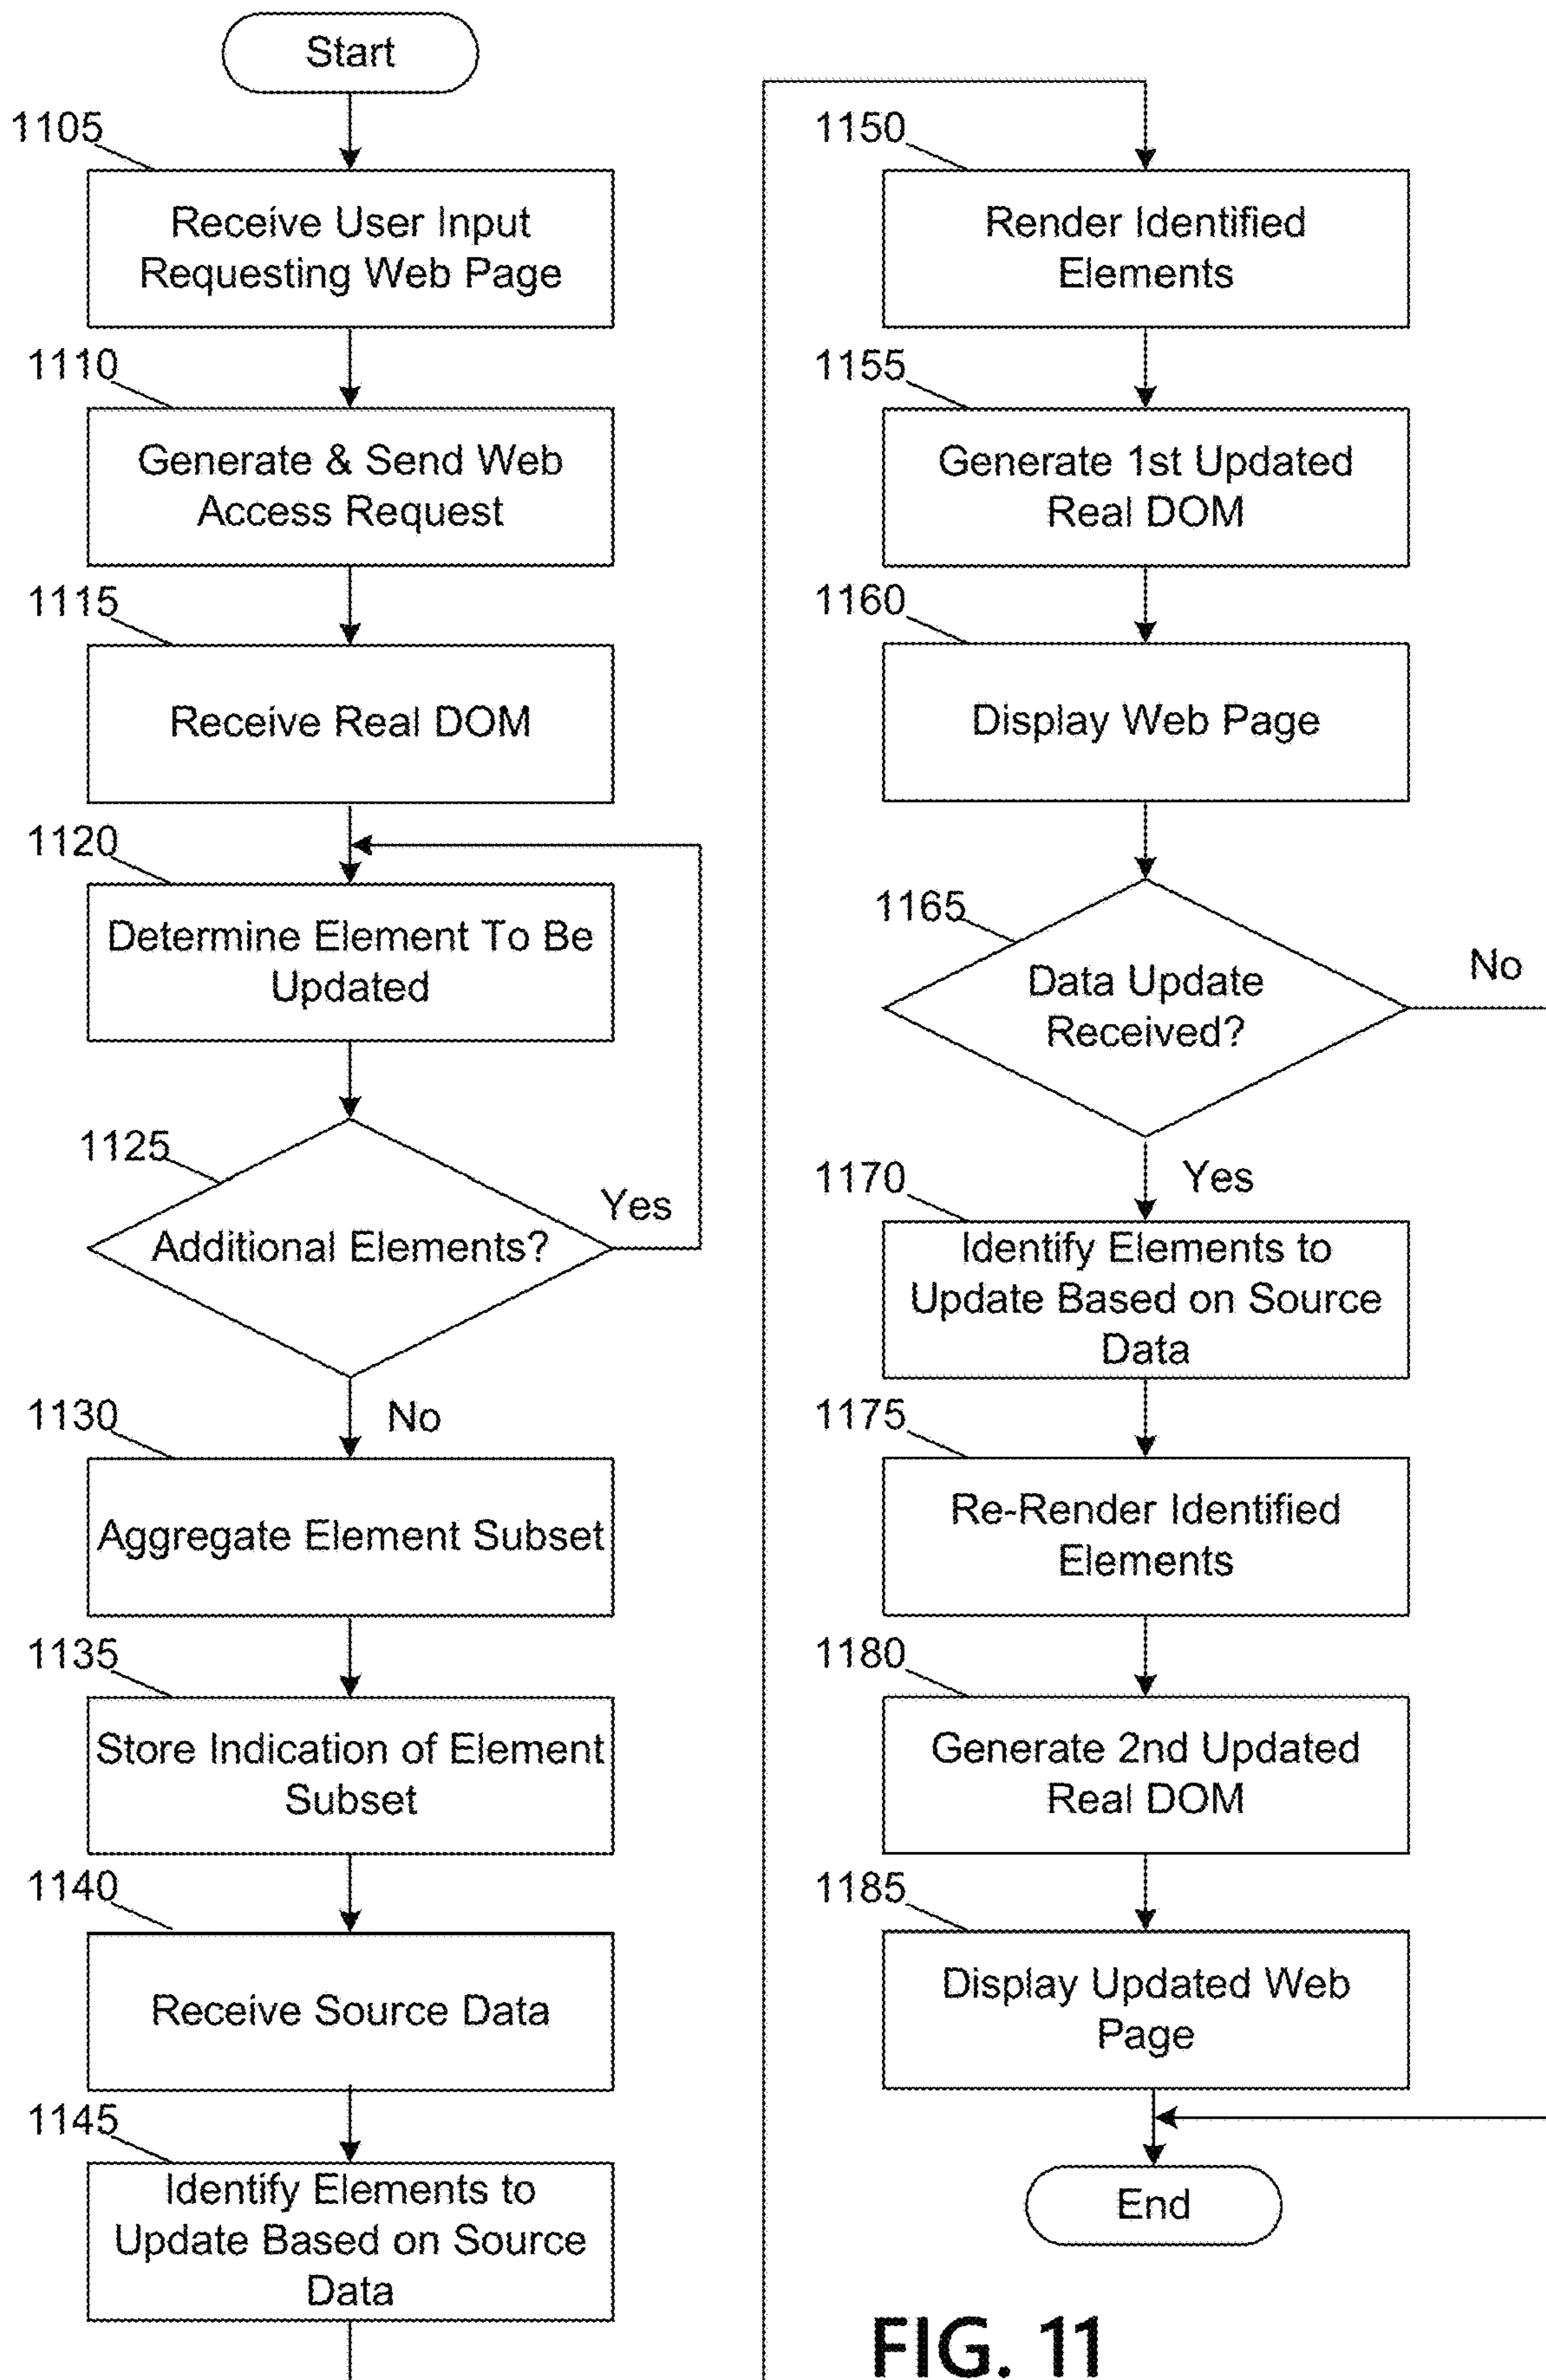 Start
1105
Receive User Input
Requesting Web Page
1110
Generate & Send Web
Access Request
1115
Receive Real DOM
1120
Determine Element To Be
Updated
1125
Additional Elements?
Yes
No
1130
Aggregate Element Subset
1135
Store Indication of Element
Subset
1140
Receive Source Data
1145
Identify Elements to
Update Based on Source
Data
1150
Render Identified
Elements
1155
Generate 1st Updated
Real DOM
1160
Display Web Page
1165
Data Update
Received?
No
Yes
1170
Identify Elements to
Update Based on Source
Data
1175
Re-Render Identified
Elements
1180
Generate 2nd Updated
Real DOM
1185
Display Updated Web
Page
End
FIG. 11